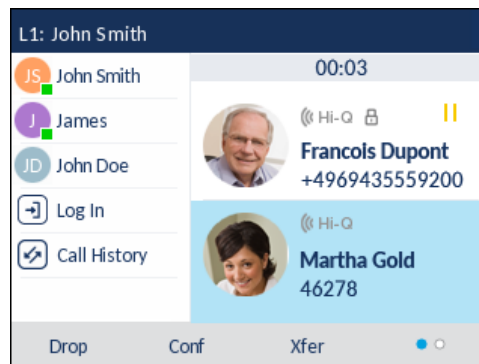 L1: John Smith
JS John Smith
J James
JD John Doe
Log In
Call History
00:03
Hi-Q
Francois Dupont
+4969435559200
Hi-Q
Martha Gold
46278
Drop Conf Xfer